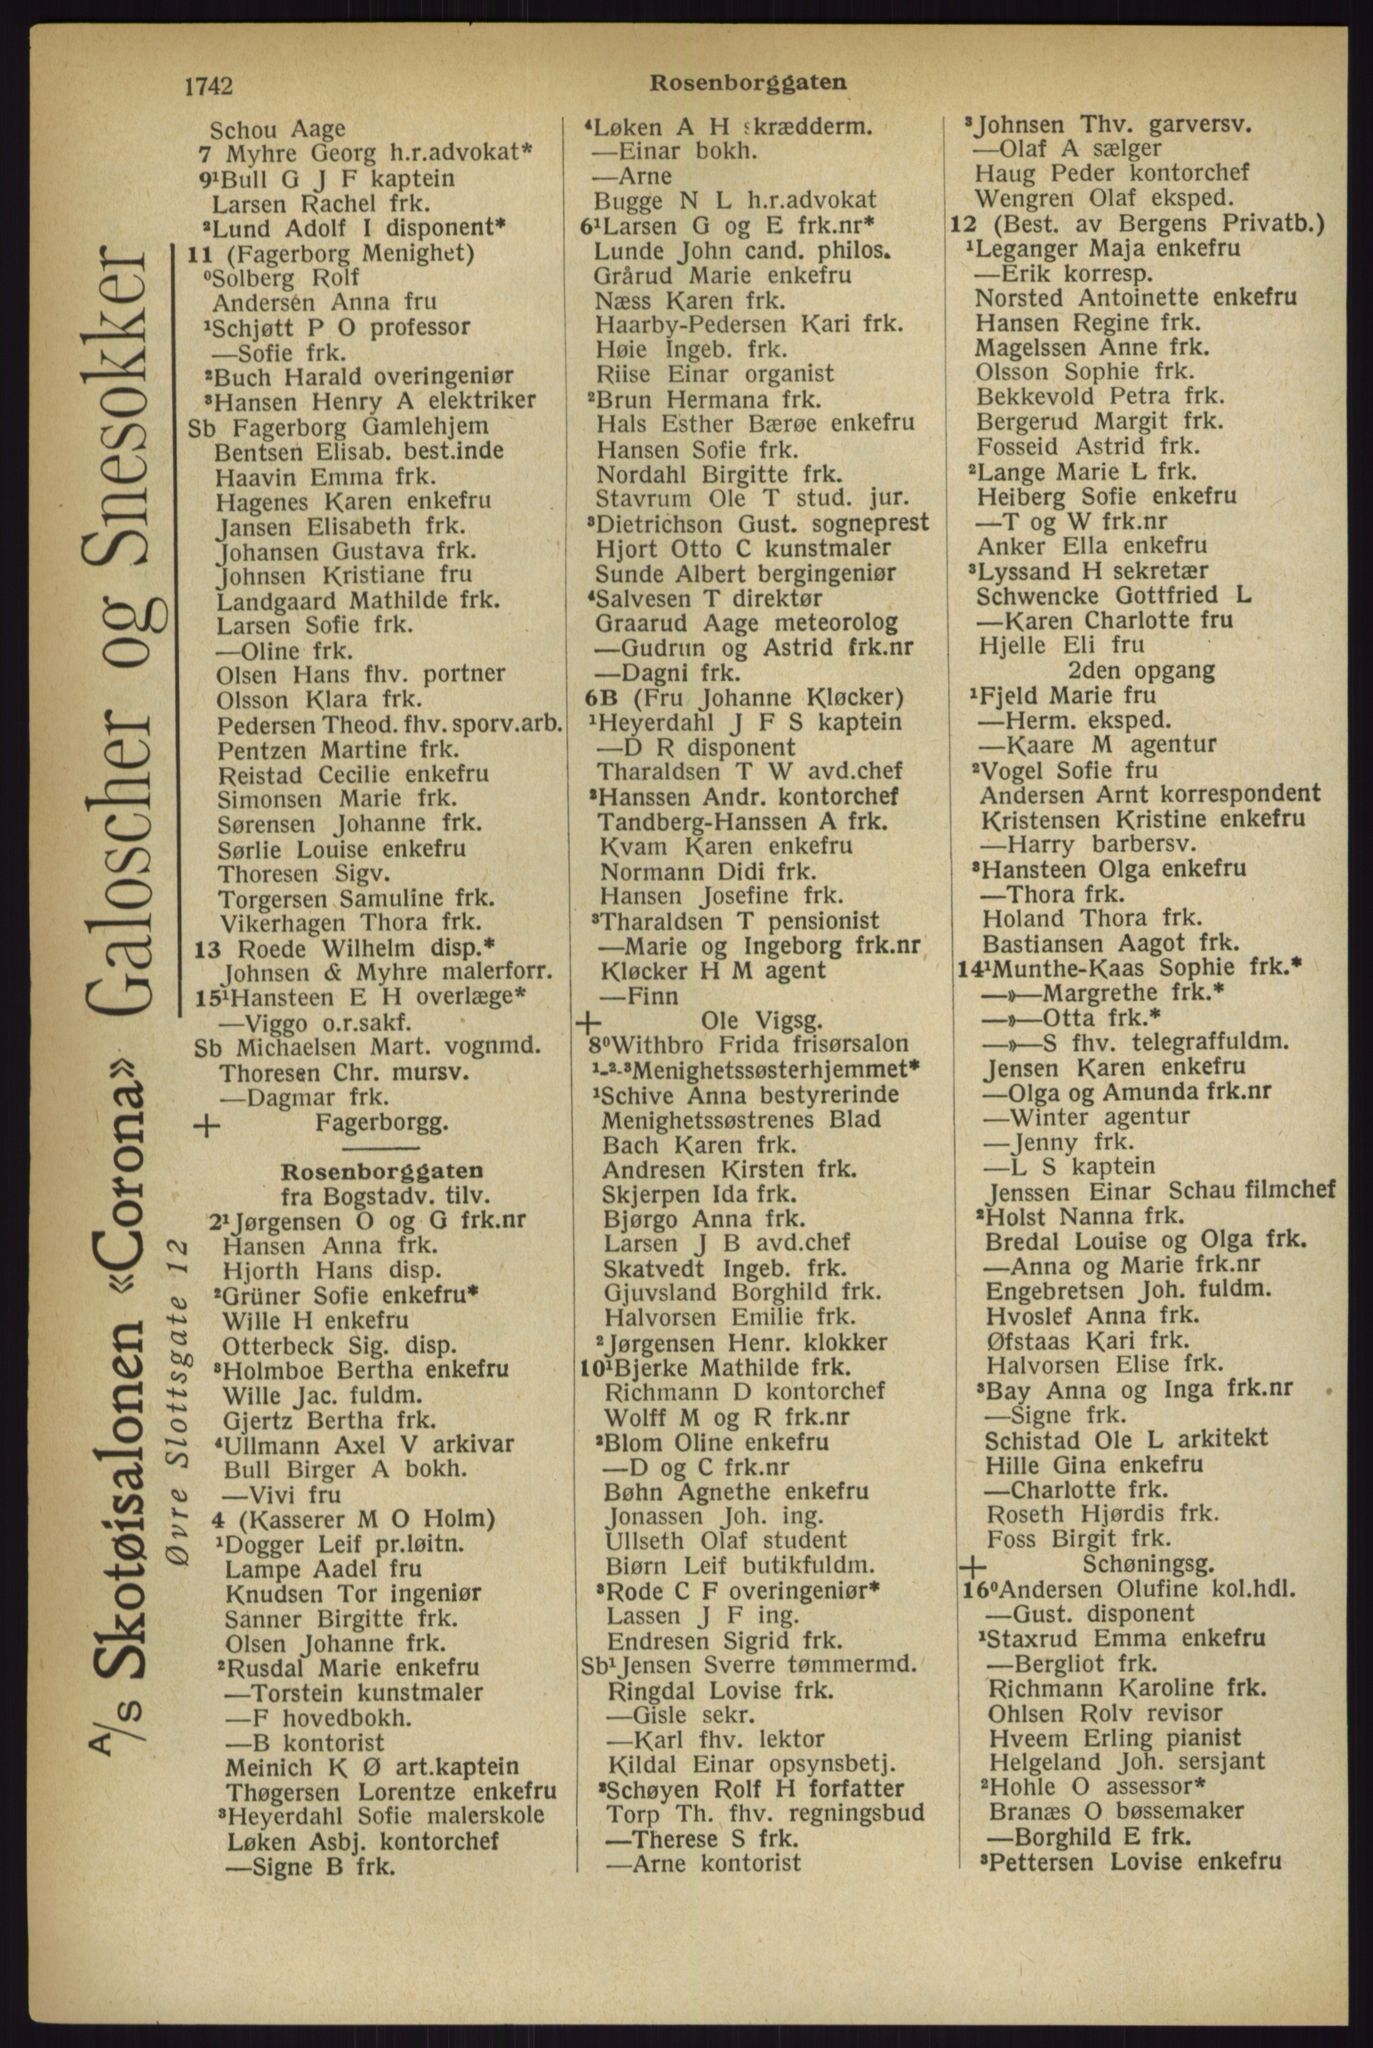 1742
Rosenborggaten
A/S Skotøisalonen «Corona» Galoscher og Snesokker
Øvre Slottsgate 12
Schou Aage
7 Myhre Georg h.r.advokat*
9¹Bull G J F kaptein
Larsen Rachel frk.
²Lund Adolf I disponent*
11 (Fagerborg Menighet)
⁰Solberg Rolf
Andersen Anna fru
¹Schjøtt P O professor
—Sofie frk.
²Buch Harald overingeniør
³Hansen Henry A elektriker
Sb Fagerborg Gamlehjem
Bentsen Elisab. best.inde
Haavin Emma frk.
Hagenes Karen enkefru
Jansen Elisabeth frk.
Johansen Gustava frk.
Johnsen Kristiane fru
Landgaard Mathilde frk.
Larsen Sofie frk.
—Oline frk.
Olsen Hans fhv. portner
Olsson Klara frk.
Pedersen Theod. fhv. sporv.arb.
Pentzen Martine frk.
Reistad Cecilie enkefru
Simonsen Marie frk.
Sørensen Johanne frk.
Sørlie Louise enkefru
Thoresen Sigv.
Torgersen Samuline frk.
Vikerhagen Thora frk.
13 Roede Wilhelm disp.*
Johnsen & Myhre malerforr.
15¹Hansteen E H overlæge*
—Viggo o.r.sakf.
Sb Michaelsen Mart. vognmd.
Thoresen Chr. mursv.
—Dagmar frk.
+ Fagerborgg.
Rosenborggaten
fra Bogstadv. tilv.
2¹Jørgensen O og G frk.nr
Hansen Anna frk.
Hjorth Hans disp.
²Grüner Sofie enkefru*
Wille H enkefru
Otterbeck Sig. disp.
³Holmboe Bertha enkefru
Wille Jac. fuldm.
Gjertz Bertha frk.
⁴Ullmann Axel V arkivar
Bull Birger A bokh.
—Vivi fru
4 (Kasserer M O Holm)
¹Dogger Leif pr.løitn.
Lampe Aadel fru
Knudsen Tor ingeniør
Sanner Birgitte frk.
Olsen Johanne frk.
²Rusdal Marie enkefru
—Torstein kunstmaler
—F hovedbokh.
—B kontorist
Meinich K Ø art.kaptein
Thøgersen Lorentze enkefru
³Heyerdahl Sofie malerskole
Løken Asbj. kontorchef
—Signe B frk.
⁴Løken A H skrædderm.
—Einar bokh.
—Arne
Bugge N L h.r.advokat
6¹Larsen G og E frk.nr*
Lunde John cand. philos.
Grårud Marie enkefru
Næss Karen frk.
Haarby-Pedersen Kari frk.
Høie Ingeb. frk.
Riise Einar organist
²Brun Hermana frk.
Hals Esther Bærøe enkefru
Hansen Sofie frk.
Nordahl Birgitte frk.
Stavrum Ole T stud. jur.
³Dietrichson Gust. sogneprest
Hjort Otto C kunstmaler
Sunde Albert bergingeniør
⁴Salvesen T direktør
Graarud Aage meteorolog
—Gudrun og Astrid frk.nr
—Dagni frk.
6B (Fru Johanne Kløcker)
¹Heyerdahl J F S kaptein
—D R disponent
Tharaldsen T W avd.chef
²Hanssen Andr. kontorchef
Tandberg-Hanssen A frk.
Kvam Karen enkefru
Normann Didi frk.
Hansen Josefine frk.
³Tharaldsen T pensionist
—Marie og Ingeborg frk.nr
Kløcker H M agent
—Finn
+ Ole Vigsg.
8⁰Withbro Frida frisørsalon
¹-²-³Menighetssøsterhjemmet*
¹Schive Anna bestyrerinde
Menighetssøstrenes Blad
Bach Karen frk.
Andresen Kirsten frk.
Skjerpen Ida frk.
Bjørgo Anna frk.
Larsen J B avd.chef
Skatvedt Ingeb. frk.
Gjuvsland Borghild frk.
Halvorsen Emilie frk.
²Jørgensen Henr. klokker
10¹Bjerke Mathilde frk.
Richmann D kontorchef
Wolff M og R frk.nr
²Blom Oline enkefru
—D og C frk.nr
Bøhn Agnethe enkefru
Jonassen Joh. ing.
Ullseth Olaf student
Biørn Leif butikfuldm.
³Rode C F overingeniør*
Lassen J F ing.
Endresen Sigrid frk.
Sb¹Jensen Sverre tømmermd.
Ringdal Lovise frk.
—Gisle sekr.
—Karl fhv. lektor
Kildal Einar opsynsbetj.
²Schøyen Rolf H forfatter
Torp Th. fhv. regningsbud
—Therese S frk.
—Arne kontorist
³Johnsen Thv. garversv.
—Olaf A sælger
Haug Peder kontorchef
Wengren Olaf eksped.
12 (Best. av Bergens Privatb.)
¹Leganger Maja enkefru
—Erik korresp.
Norsted Antoinette enkefru
Hansen Regine frk.
Magelssen Anne frk.
Olsson Sophie frk.
Bekkevold Petra frk.
Bergerud Margit frk.
Fosseid Astrid frk.
²Lange Marie L frk.
Heiberg Sofie enkefru
—T og W frk.nr
Anker Ella enkefru
³Lyssand H sekretær
Schwencke Gottfried L
—Karen Charlotte fru
Hjelle Eli fru
2den opgang
¹Fjeld Marie fru
—Herm. eksped.
—Kaare M agentur
²Vogel Sofie fru
Andersen Arnt korrespondent
Kristensen Kristine enkefru
—Harry barbersv.
³Hansteen Olga enkefru
—Thora frk.
Holand Thora frk.
Bastiansen Aagot frk.
14¹Munthe-Kaas Sophie frk.*
—»—Margrethe frk.*
—»—Otta frk.*
—»—S fhv. telegraffuldm.
Jensen Karen enkefru
—Olga og Amunda frk.nr
—Winter agentur
—Jenny frk.
—L S kaptein
Jenssen Einar Schau filmchef
²Holst Nanna frk.
Bredal Louise og Olga frk.
—Anna og Marie frk.nr
Engebretsen Joh. fuldm.
Hvoslef Anna frk.
Øfstaas Kari frk.
Halvorsen Elise frk.
³Bay Anna og Inga frk.nr
—Signe frk.
Schistad Ole L arkitekt
Hille Gina enkefru
—Charlotte frk.
Roseth Hjørdis frk.
Foss Birgit frk.
+ Schøningsg.
16⁰Andersen Olufine kol.hdl.
—Gust. disponent
¹Staxrud Emma enkefru
—Bergliot frk.
Richmann Karoline frk.
Ohlsen Rolv revisor
Hveem Erling pianist
Helgeland Joh. sersjant
²Hohle O assessor*
Branæs O bøssemaker
—Borghild E frk.
³Pettersen Lovise enkefru